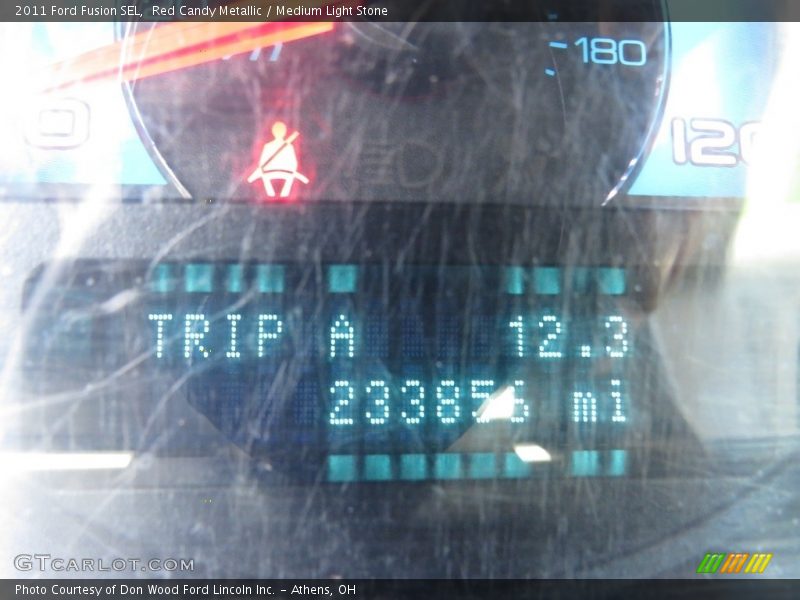 2011 Ford Fusion SEL, Red Candy Metallic / Medium Light Stone
180
120
TRIP A 12.3
mi
GTCARLOT.COM
Photo Courtesy of Don Wood Ford Lincoln Inc. - Athens, OH